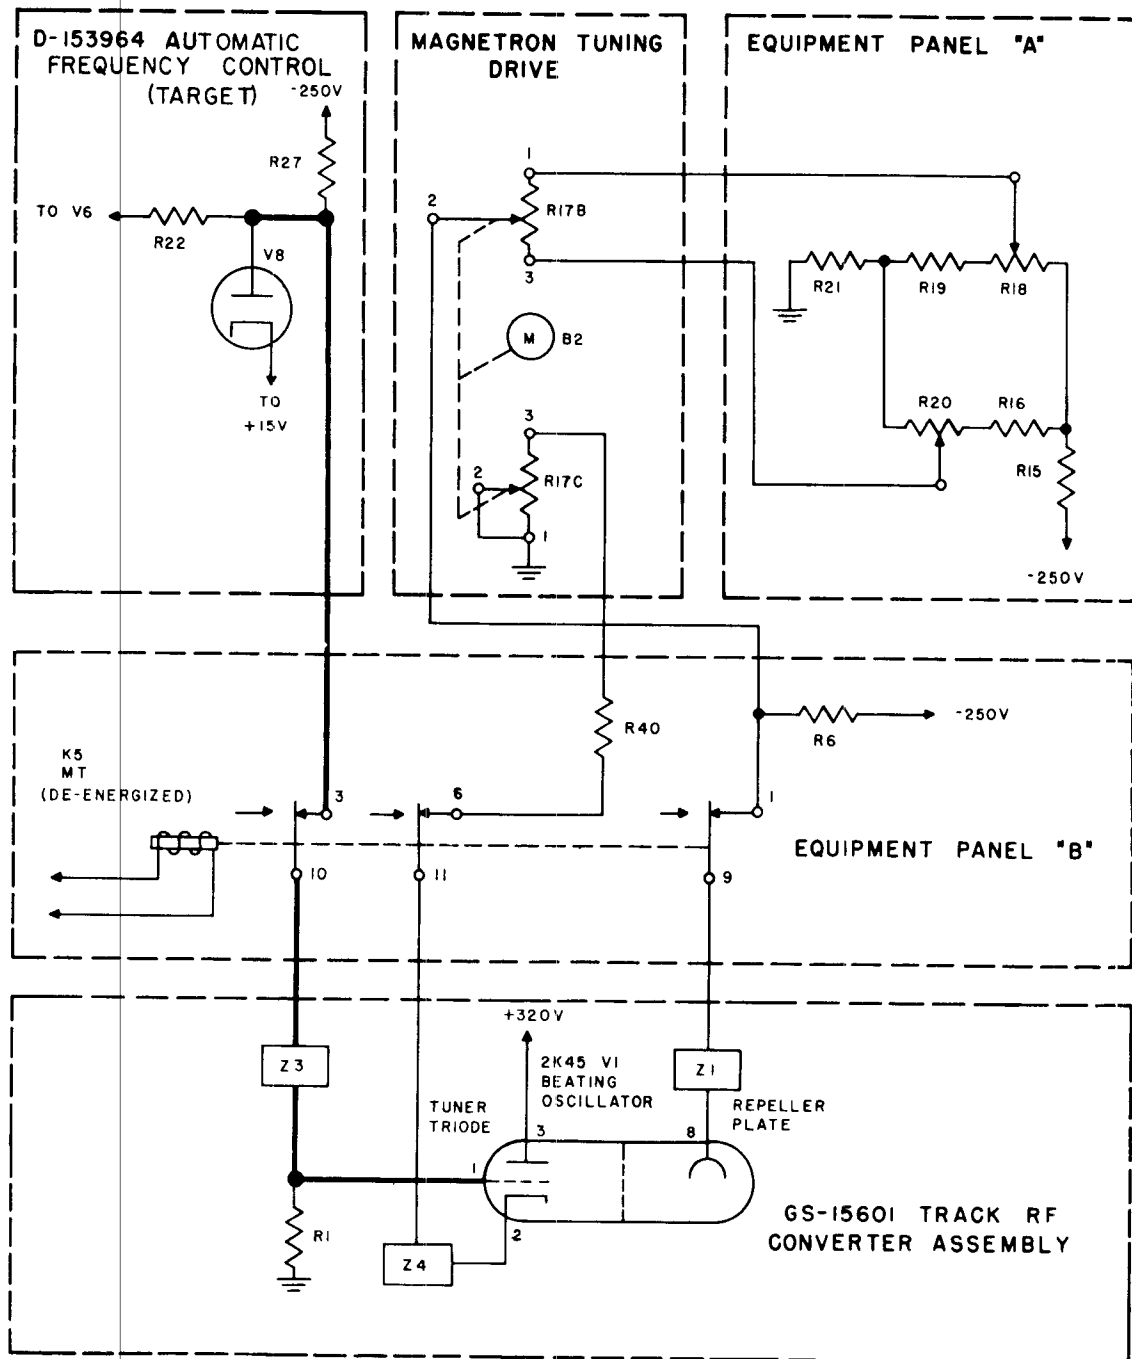 D-153964 AUTOMATIC
FREQUENCY CONTROL
(TARGET)
-250V
R27
TO V6
R22
V8
TO
+15V
MAGNETRON TUNING
DRIVE
1
2
R17B
3
M
B2
3
2
R17C
1
EQUIPMENT PANEL "A"
R21
R19
R18
R20
R16
R15
-250V
R40
R6
-250V
K5
MT
(DE-ENERGIZED)
3
6
1
10
11
9
EQUIPMENT PANEL "B"
+320V
Z3
2K45 V1
BEATING
OSCILLATOR
Z1
TUNER
TRIODE
REPELLER
PLATE
3
8
1
2
R1
Z4
GS-15601 TRACK RF
CONVERTER ASSEMBLY